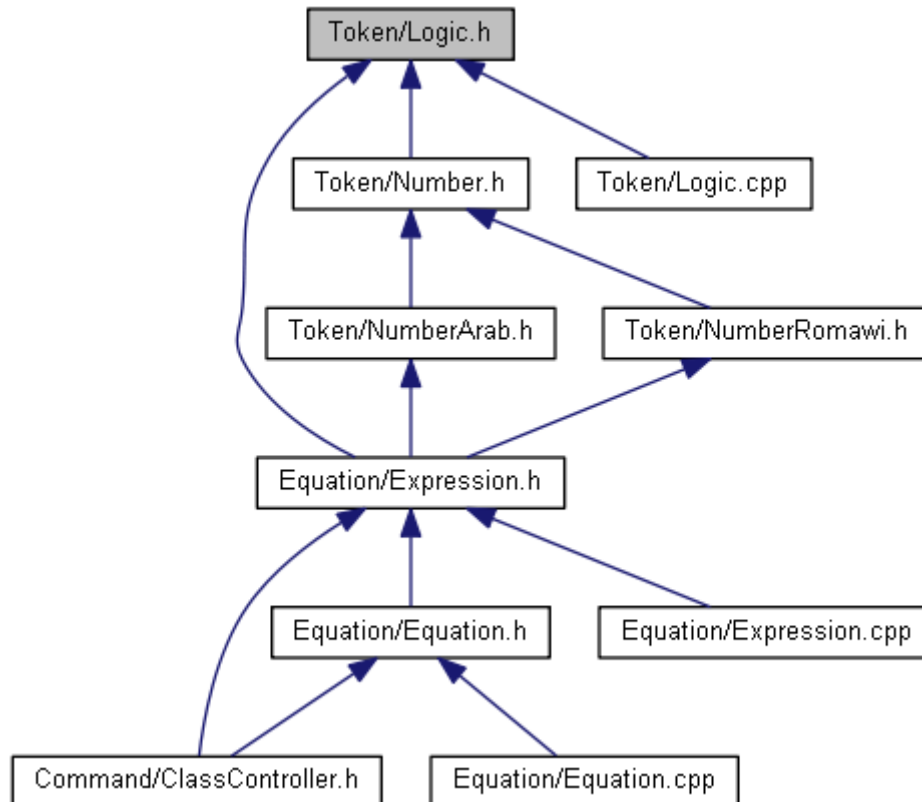 Token/Logic.h
Token/Number.h
Token/Logic.cpp
Token/NumberArab.h
Token/NumberRomawi.h
Equation/Expression.h
Equation/Equation.h
Equation/Expression.cpp
Command/ClassController.h
Equation/Equation.cpp